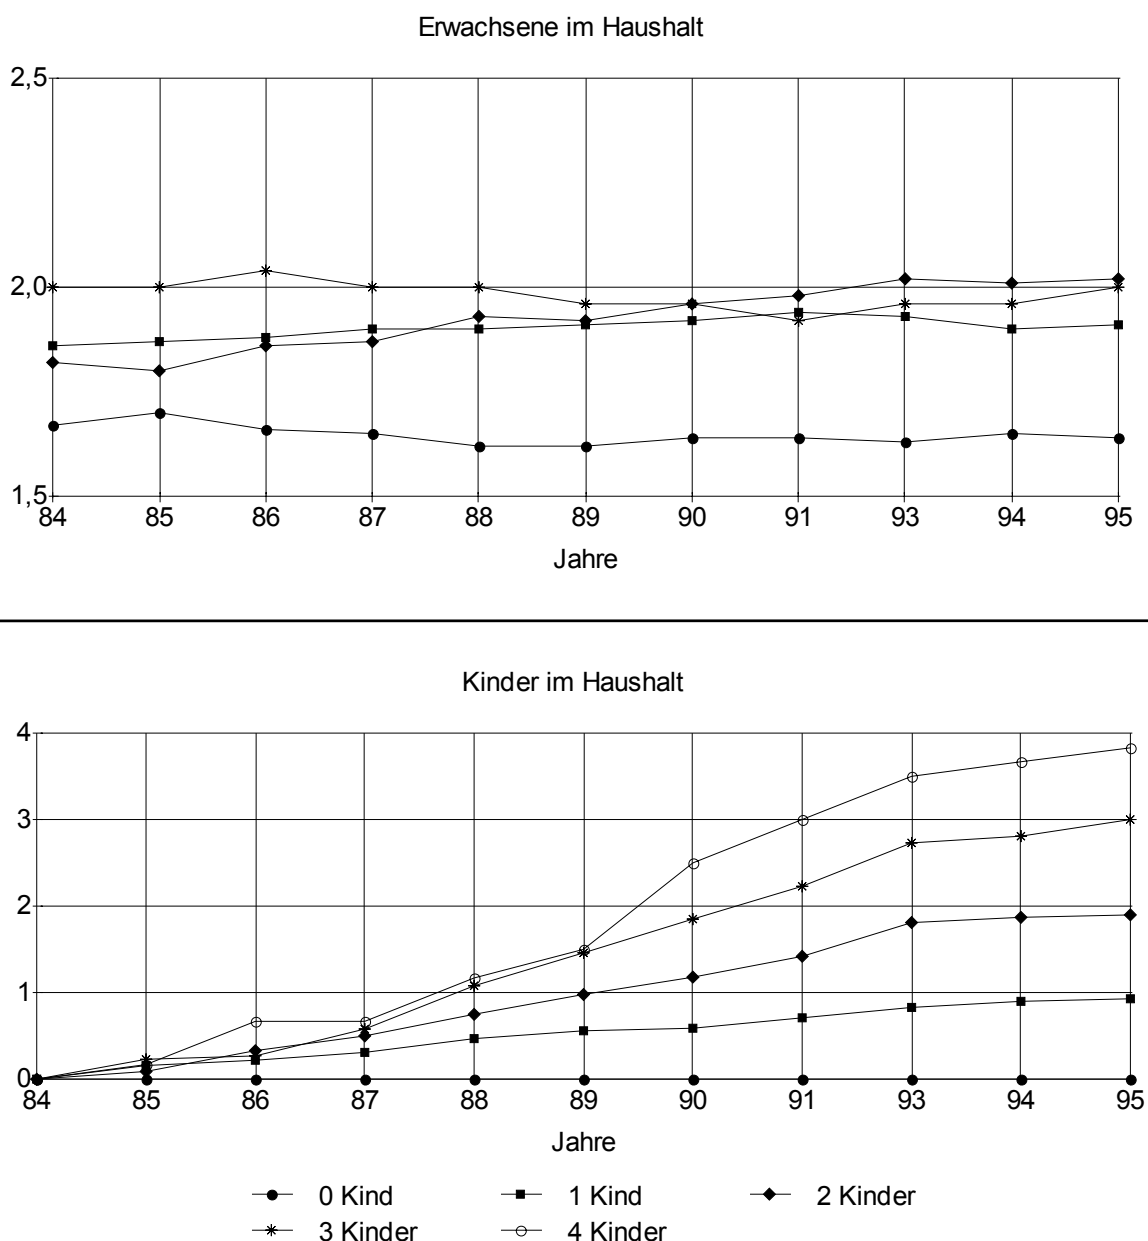 Erwachsene im Haushalt
2,5
2,0
1,5
84 85 86 87 88 89 90 91 93 94 95
Jahre
Kinder im Haushalt
4
3
2
1
0
84 85 86 87 88 89 90 91 93 94 95
Jahre
0 Kind 1 Kind 2 Kinder
3 Kinder 4 Kinder